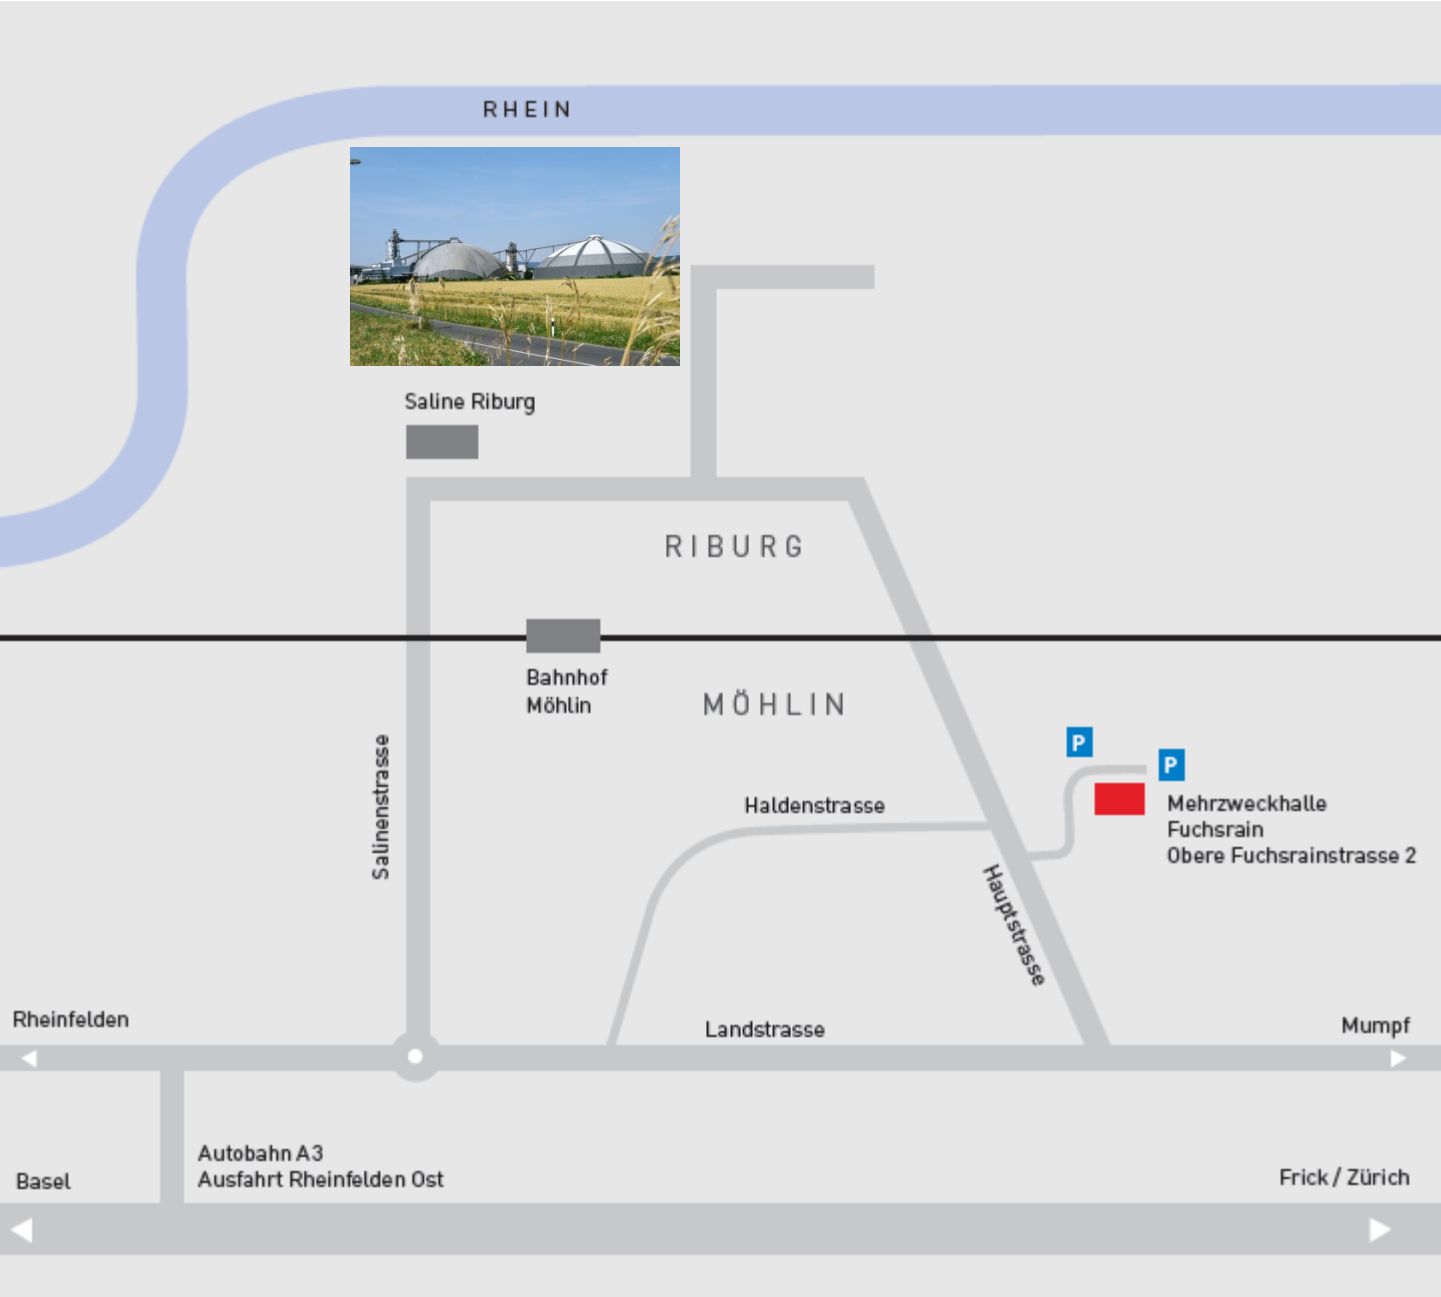 RHEIN
Saline Riburg
RIBURG
Bahnhof
Möhlin
MÖHLIN
P
P
Salinenstrasse
Haldenstrasse
Mehrzweckhalle
Fuchsrain
Obere Fuchsrainstrasse 2
Hauptstrasse
Rheinfelden
Landstrasse
Mumpf
Autobahn A3
Ausfahrt Rheinfelden Ost
Basel
Frick / Zürich